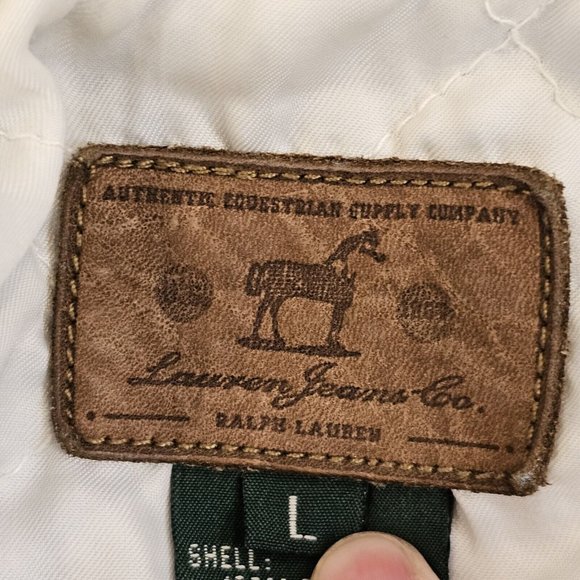 AUTHENTIC EQUESTRIAN SUPPLY COMPANY
Lauren Jeans Co.
RALPH LAUREN
L
SHELL: